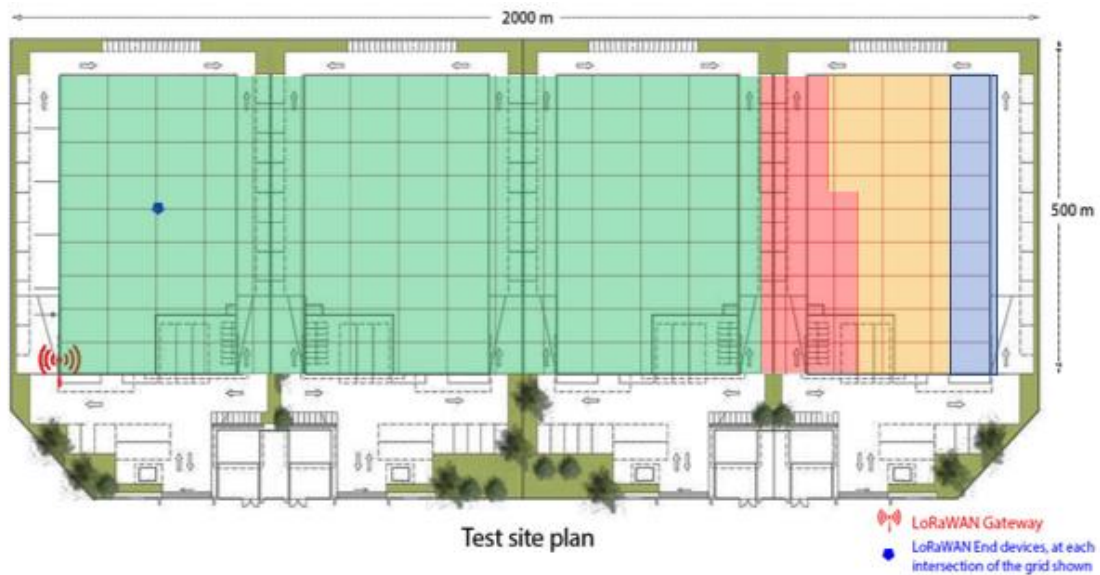 2000 m
500 m
Test site plan
LoRaWAN Gateway
LoRaWAN End devices, at each
intersection of the grid shown